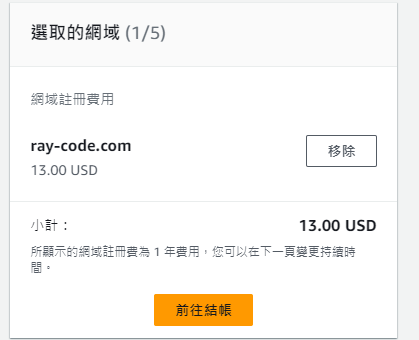 選取的網域 (1/5)
網域註冊費用
ray-code.com
移除
13.00 USD
小計：
13.00 USD
所顯示的網域註冊費為 1 年費用，您可以在下一頁變更持續時
間。
前往結帳